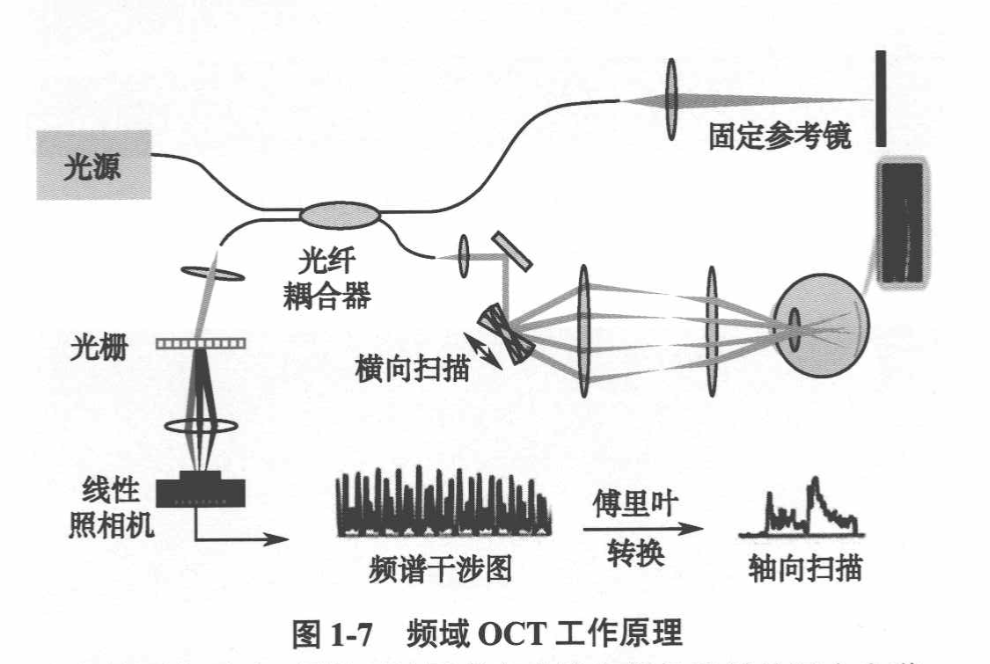 固定参考镜
光源
光纤
耦合器
光栅
横向扫描
线性
照相机
傅里叶
转换
频谱干涉图
轴向扫描
图 1-7 频域 OCT 工作原理